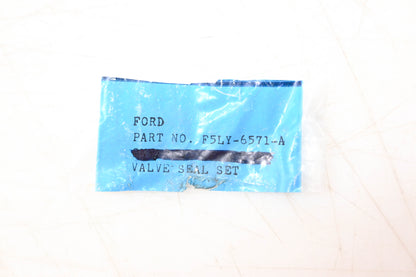 FORD
PART NO. F5LY-6571-A
VALVE SEAL SET